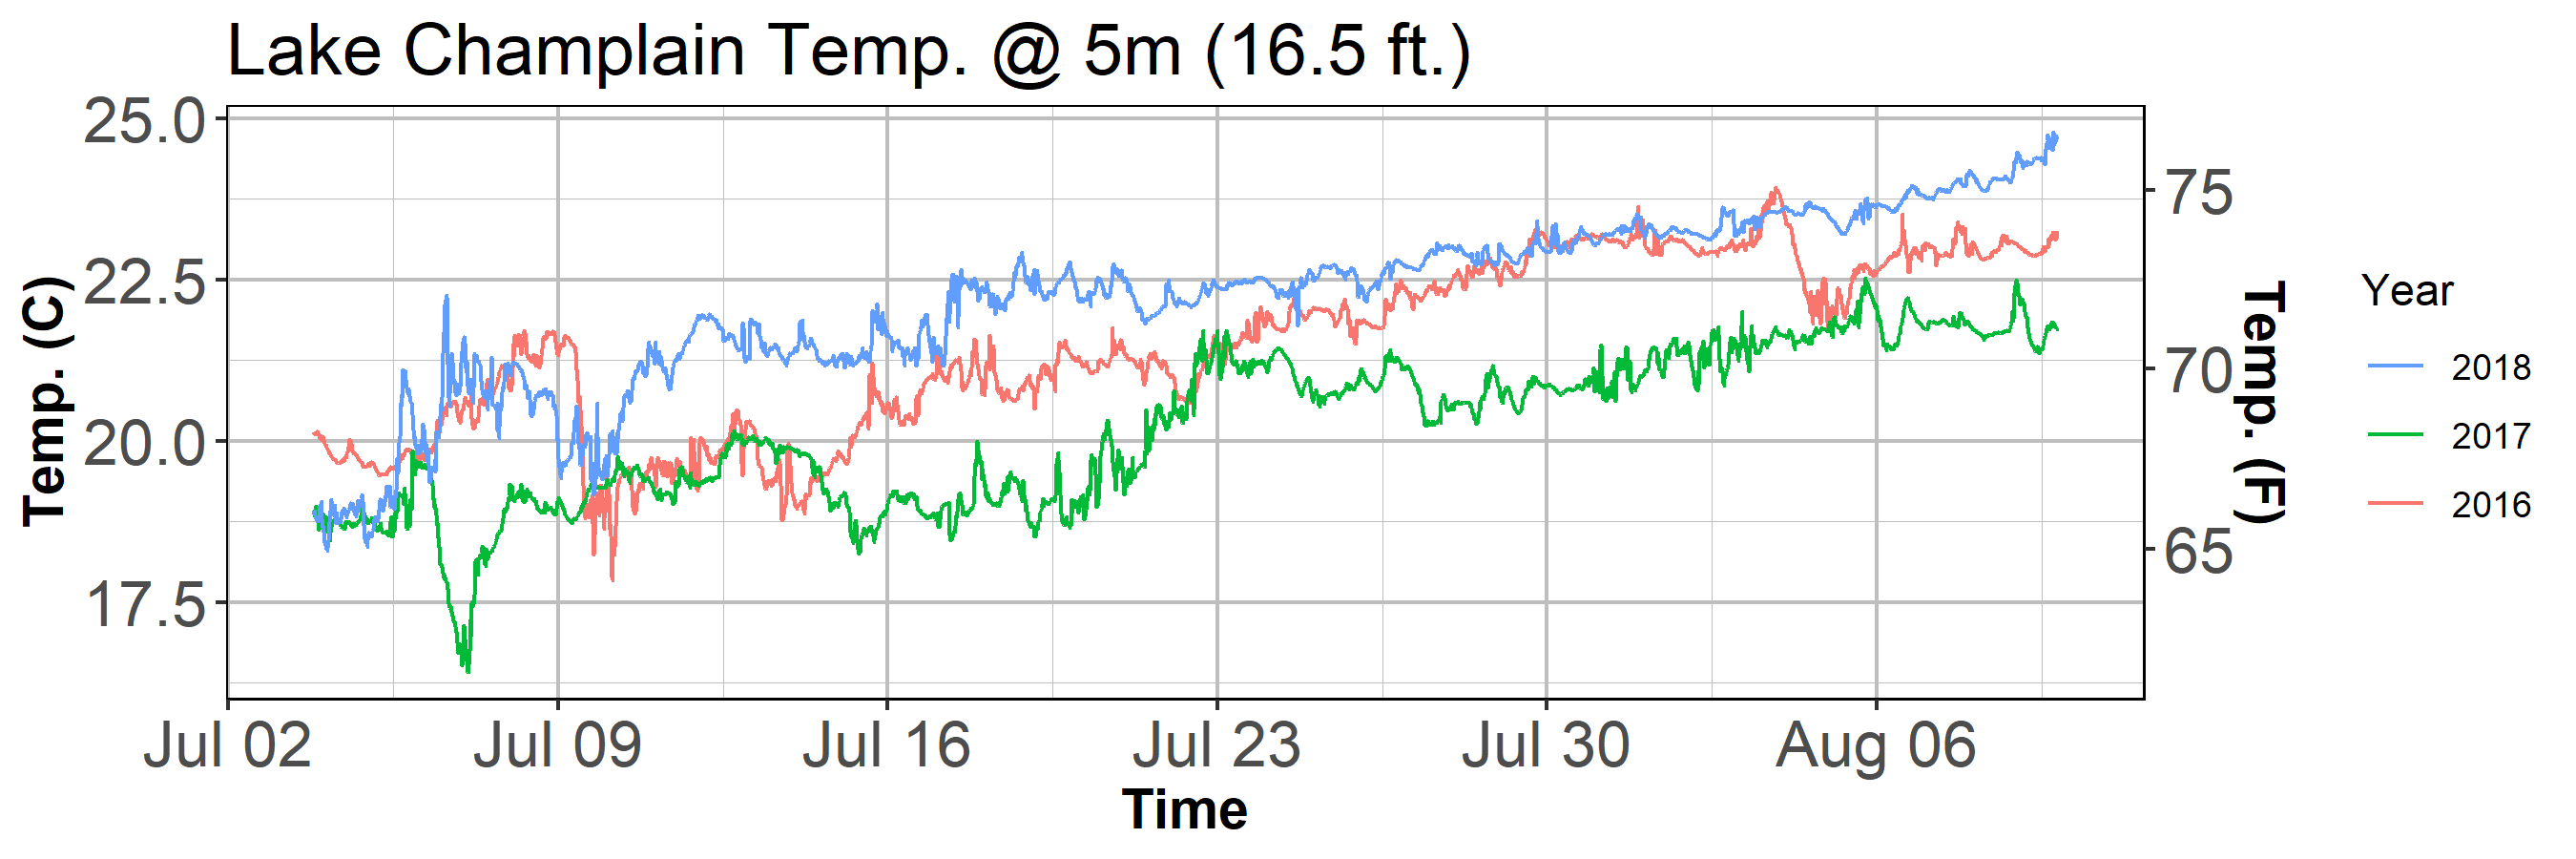 Lake Champlain Temp. @ 5m (16.5 ft.)
25.0
22.5
20.0
17.5
Temp. (C)
75
70
65
Temp. (F)
Jul 02
Jul 09
Jul 16
Jul 23
Jul 30
Aug 06
Time
Year
2018
2017
2016